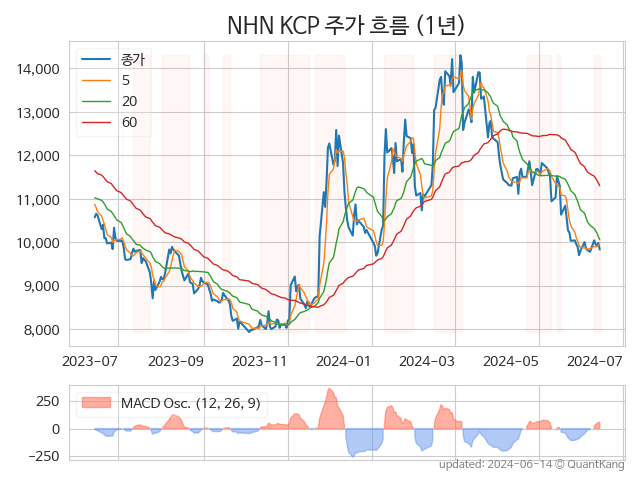 NHN KCP 주가 흐름 (1년)
종가
5
20
60
14,000
13,000
12,000
11,000
10,000
9,000
8,000
2023-07 2023-09 2023-11 2024-01 2024-03 2024-05 2024-07
MACD Osc. (12, 26, 9)
250
0
−250
updated: 2024-06-14 © QuantKang